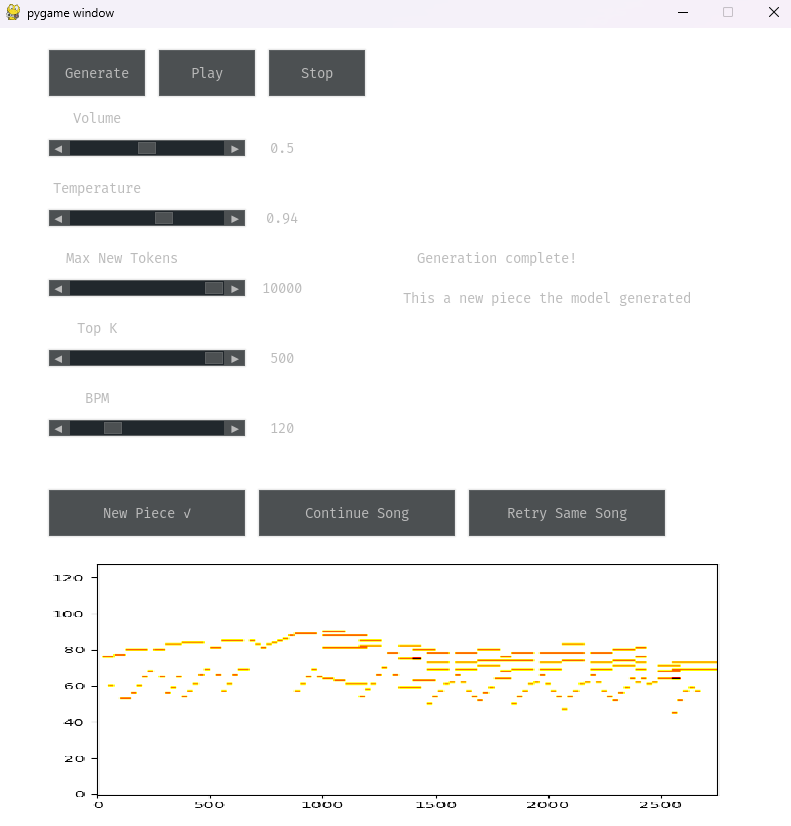 pygame window
Generate Play Stop
Volume
0.5
Temperature
0.94
Max New Tokens
Generation complete!
10000
This a new piece the model generated
Top K
500
BPM
120
New Piece √ Continue Song Retry Same Song
120
100
80
60
40
20
0
0 500 1000 1500 2000 2500